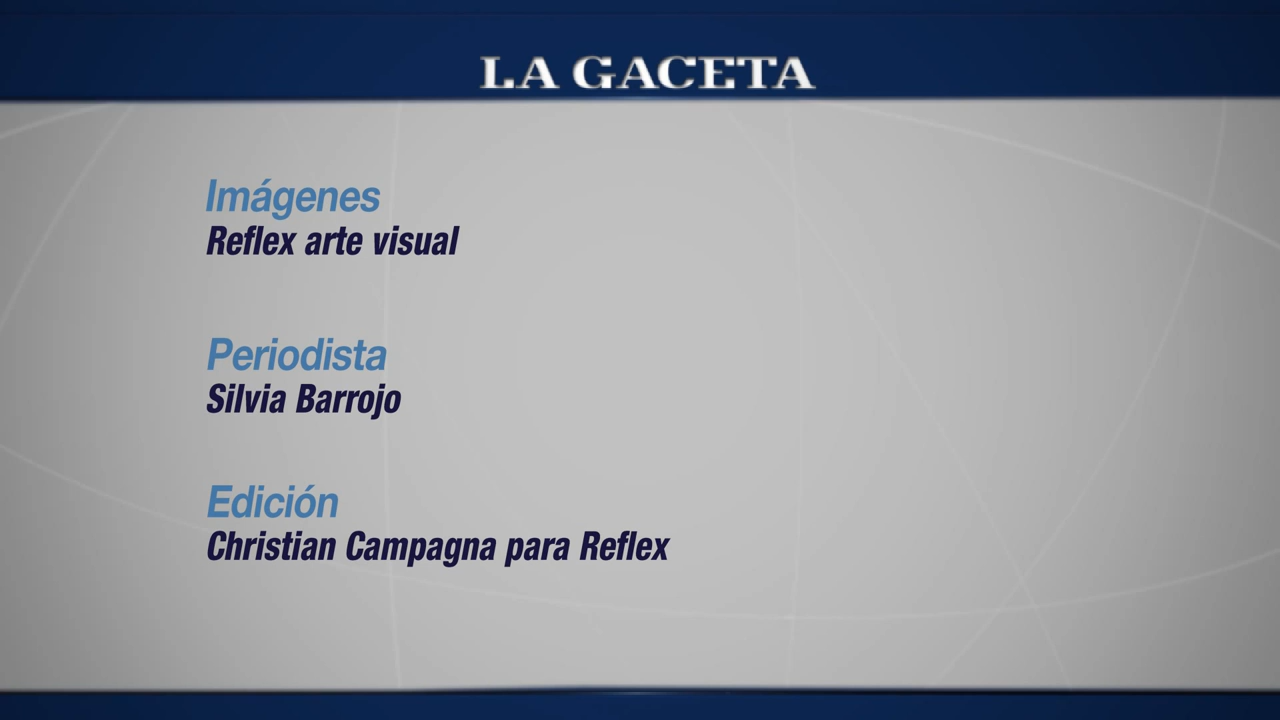 LA GACETA
Imágenes
Reflex arte visual
Periodista
Silvia Barrojo
Edición
Christian Campagna para Reflex